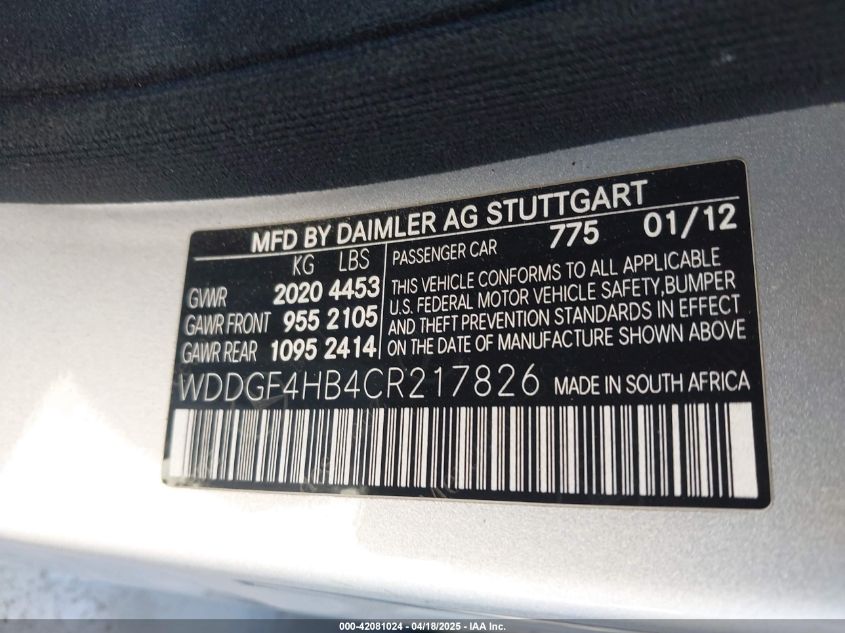 MFD BY DAIMLER AG STUTTGART
KG LBS
GVWR 2020 4453
GAWR FRONT 955 2105
GAWR REAR 1095 2414
PASSENGER CAR 775 01/12
THIS VEHICLE CONFORMS TO ALL APPLICABLE
U.S. FEDERAL MOTOR VEHICLE SAFETY,BUMPER
AND THEFT PREVENTION STANDARDS IN EFFECT
ON THE DATE OF MANUFACTURE SHOWN ABOVE
WDDGF4HB4CR217826 MADE IN SOUTH AFRICA
000-42081024 | 04/18/2025 - IAA - © Copyright